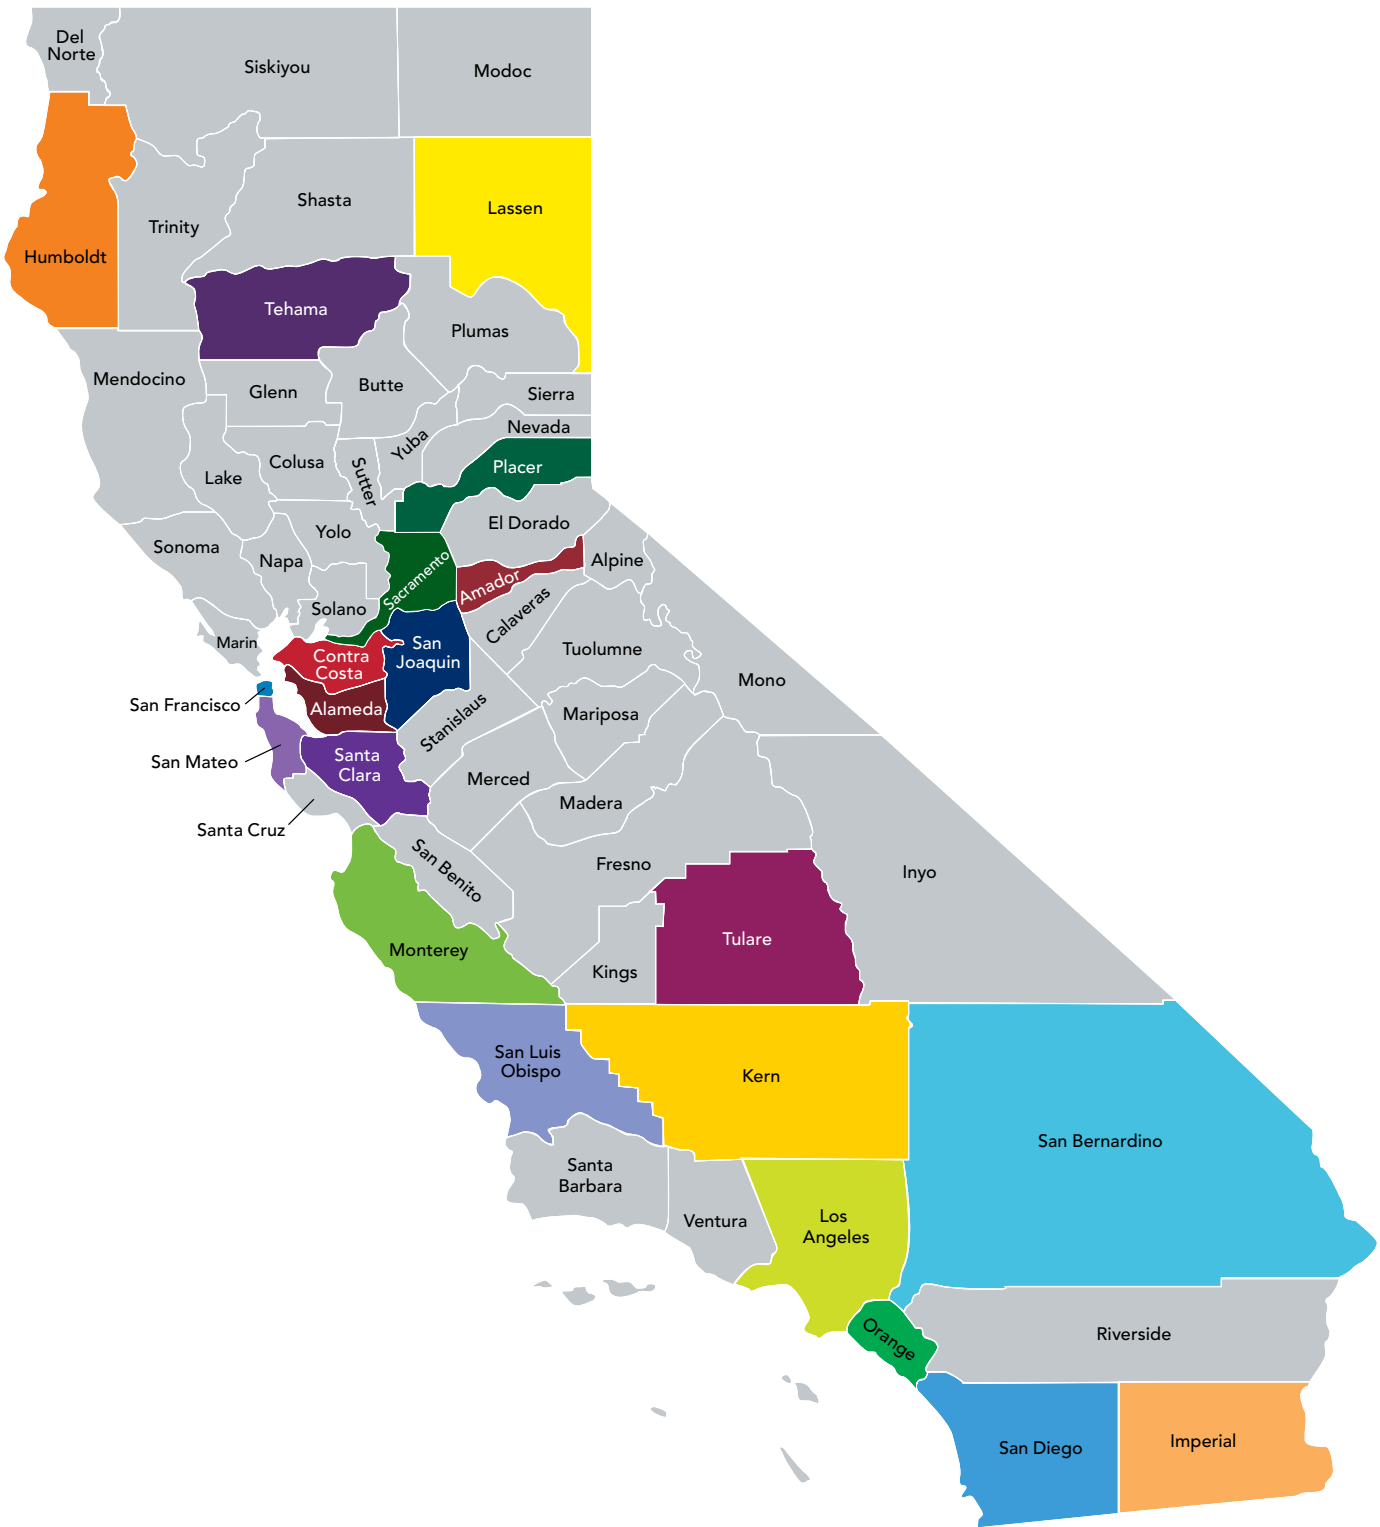 Del
Norte
Siskiyou
Modoc
Humboldt
Trinity
Shasta
Lassen
Tehama
Plumas
Mendocino
Glenn
Butte
Sierra
Nevada
Yuba
Placer
Lake
Colusa
Sutter
El Dorado
Yolo
Sonoma
Napa
Sacramento
Amador
Alpine
Solano
Calaveras
Marin
San
Joaquin
Contra
Costa
Tuolumne
Mono
San Francisco
Alameda
Stanislaus
Mariposa
San Mateo
Santa
Clara
Merced
Madera
Santa Cruz
San Benito
Fresno
Inyo
Monterey
Kings
Tulare
San Luis
Obispo
Kern
San Bernardino
Santa
Barbara
Ventura
Los
Angeles
Orange
Riverside
San Diego
Imperial